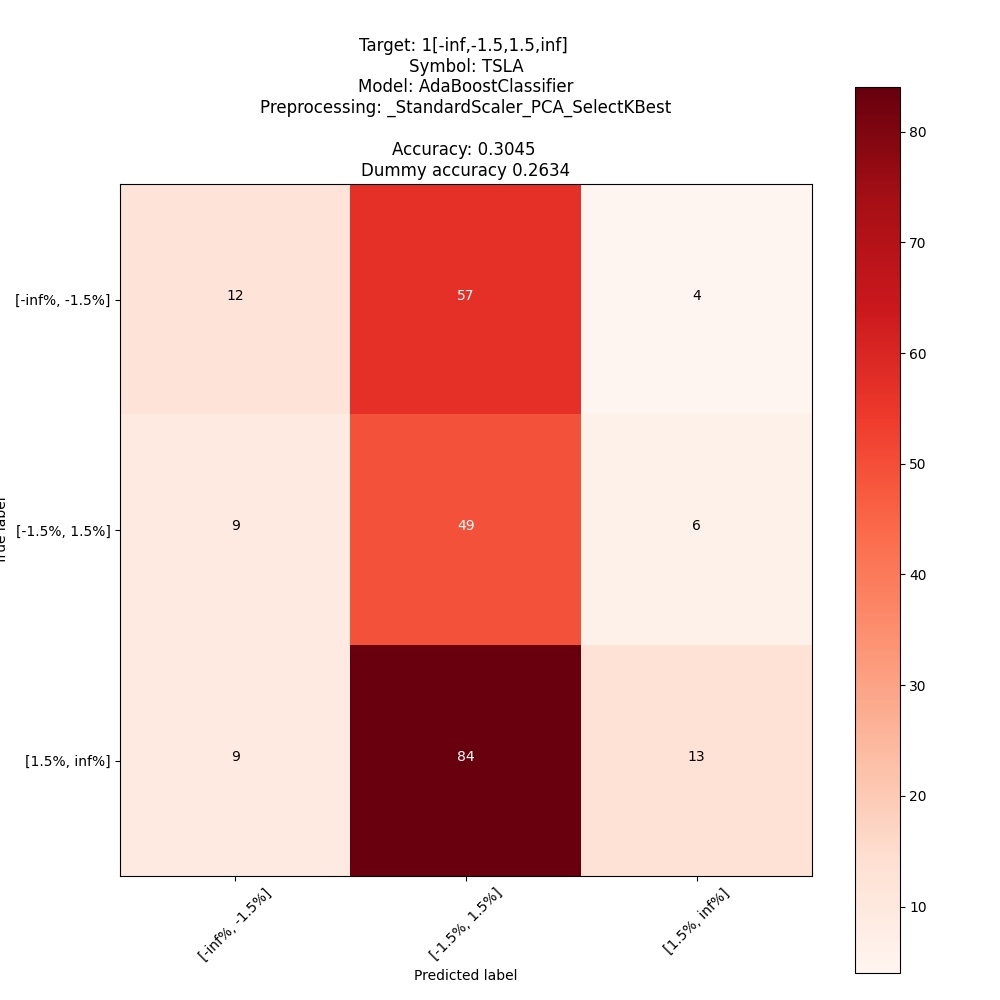 Target: 1[-inf,-1.5,1.5,inf]
Symbol: TSLA
Model: AdaBoostClassifier
Preprocessing: _StandardScaler_PCA_SelectKBest
Accuracy: 0.3045
Dummy accuracy 0.2634
[-inf%, -1.5%]
12
57
4
[-1.5%, 1.5%]
9
49
6
[1.5%, inf%]
9
84
13
[-inf%, -1.5%]
[-1.5%, 1.5%]
[1.5%, inf%]
Predicted label
label
80
70
60
50
40
30
20
10